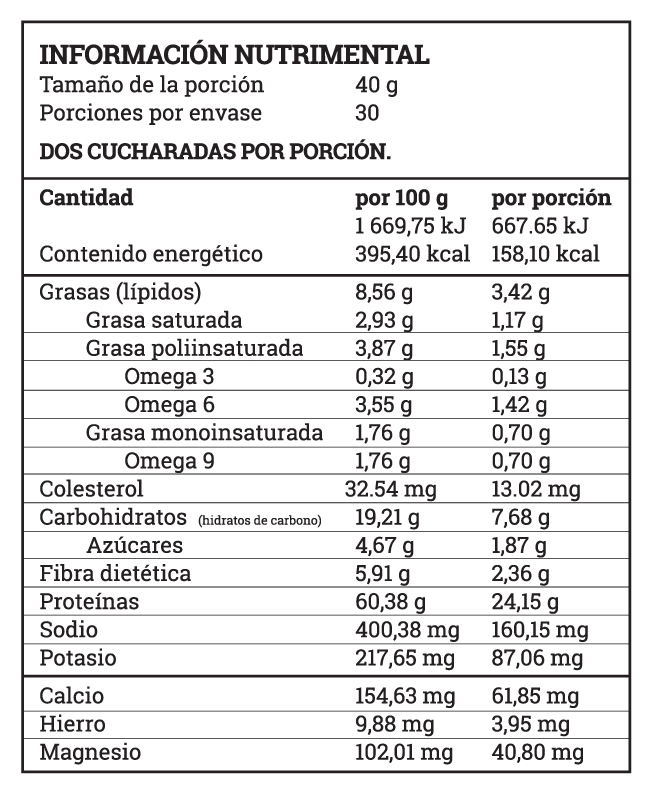 INFORMACIÓN NUTRIMENTAL
Tamaño de la porción 40 g
Porciones por envase 30
DOS CUCHARADAS POR PORCIÓN.
Cantidad por 100 g por porción
1 669,75 kJ 667.65 kJ
Contenido energético 395,40 kcal 158,10 kcal
Grasas (lípidos) 8,56 g 3,42 g
Grasa saturada 2,93 g 1,17 g
Grasa poliinsaturada 3,87 g 1,55 g
Omega 3 0,32 g 0,13 g
Omega 6 3,55 g 1,42 g
Grasa monoinsaturada 1,76 g 0,70 g
Omega 9 1,76 g 0,70 g
Colesterol 32.54 mg 13.02 mg
Carbohidratos (hidratos de carbono) 19,21 g 7,68 g
Azúcares 4,67 g 1,87 g
Fibra dietética 5,91 g 2,36 g
Proteínas 60,38 g 24,15 g
Sodio 400,38 mg 160,15 mg
Potasio 217,65 mg 87,06 mg
Calcio 154,63 mg 61,85 mg
Hierro 9,88 mg 3,95 mg
Magnesio 102,01 mg 40,80 mg